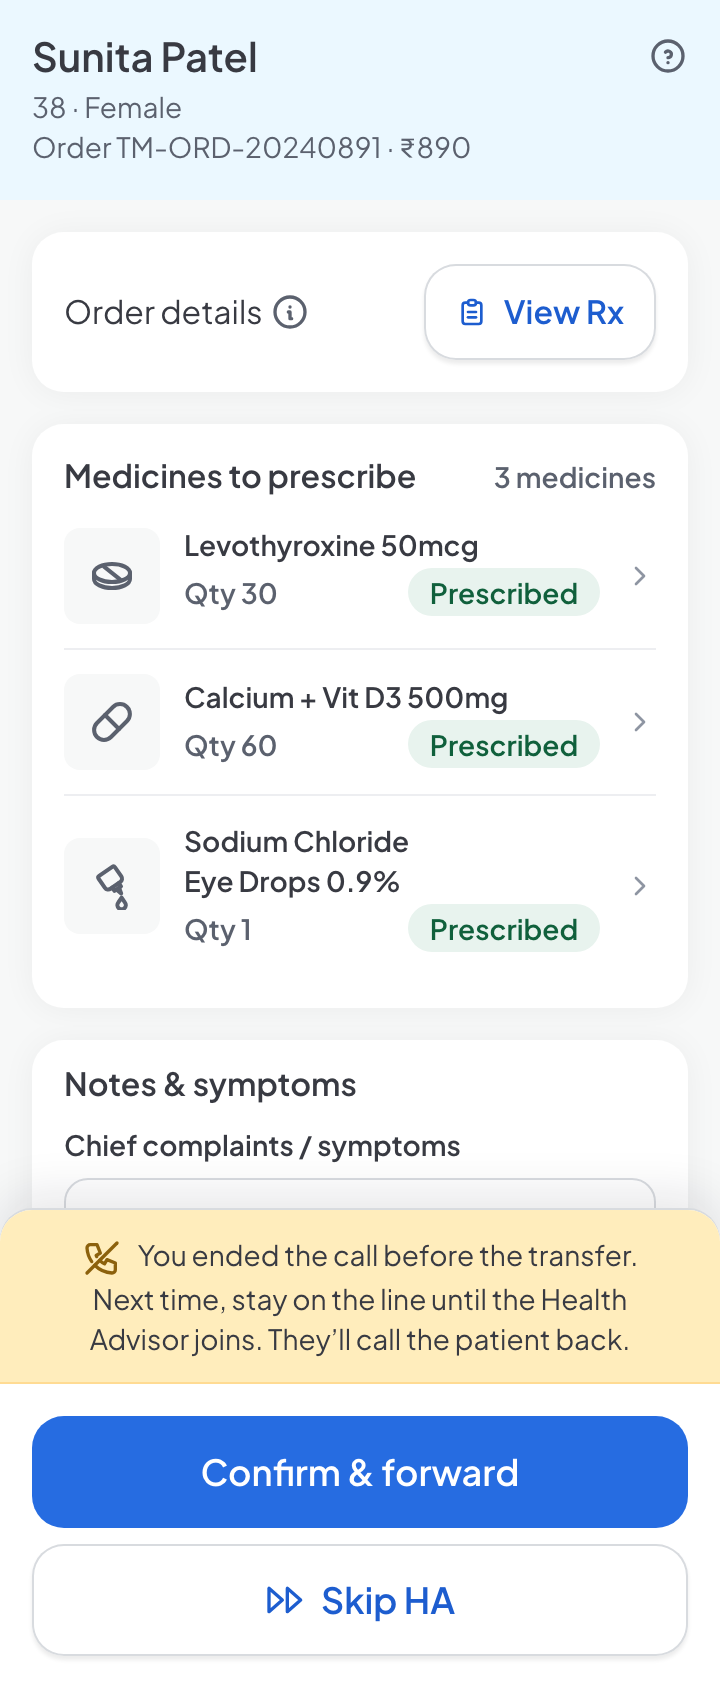 Sunita Patel
38 · Female
Order TM-ORD-20240891 · ₹890
Order details
View Rx
Medicines to prescribe
3 medicines
Levothyroxine 50mcg
Qty 30
Prescribed
Calcium + Vit D3 500mg
Qty 60
Prescribed
Sodium Chloride
Eye Drops 0.9%
Qty 1
Prescribed
Notes & symptoms
Chief complaints / symptoms
You ended the call before the transfer.
Next time, stay on the line until the Health
Advisor joins. They’ll call the patient back.
Confirm & forward
Skip HA